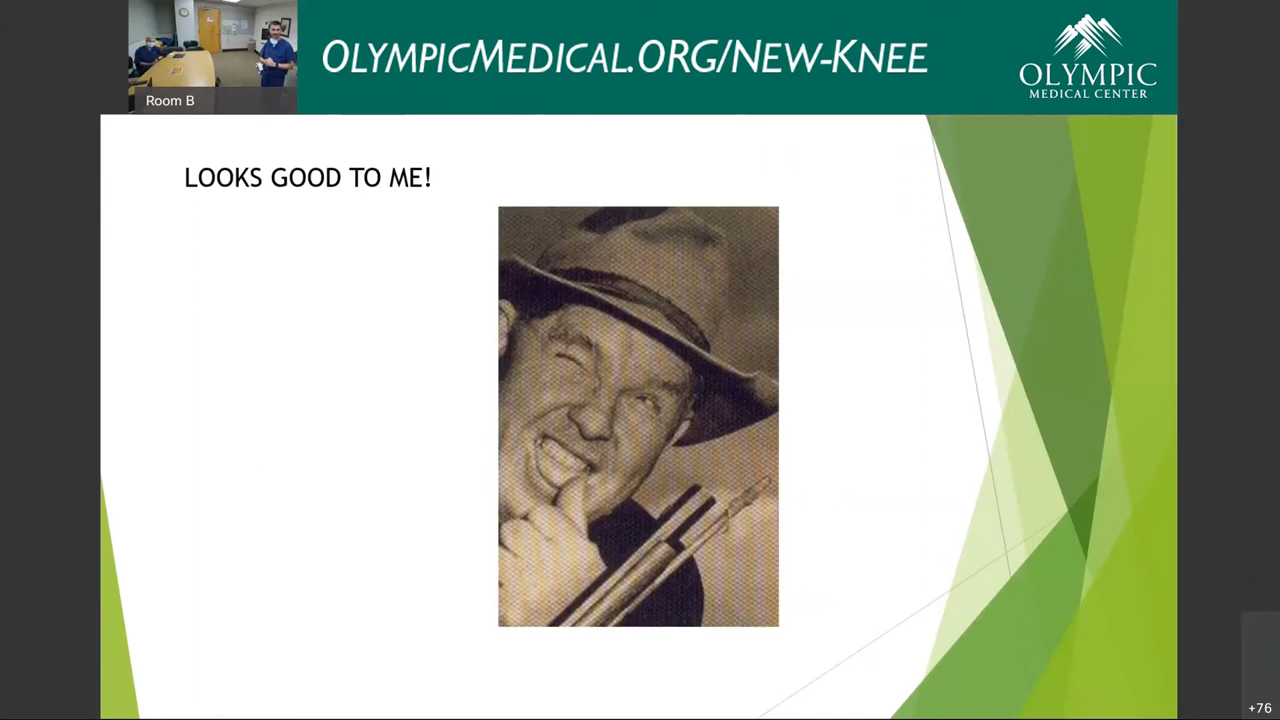 Room B
OLYMPICMEDICAL.ORG/NEW-KNEE
OLYMPIC
MEDICAL CENTER
LOOKS GOOD TO ME!
+76